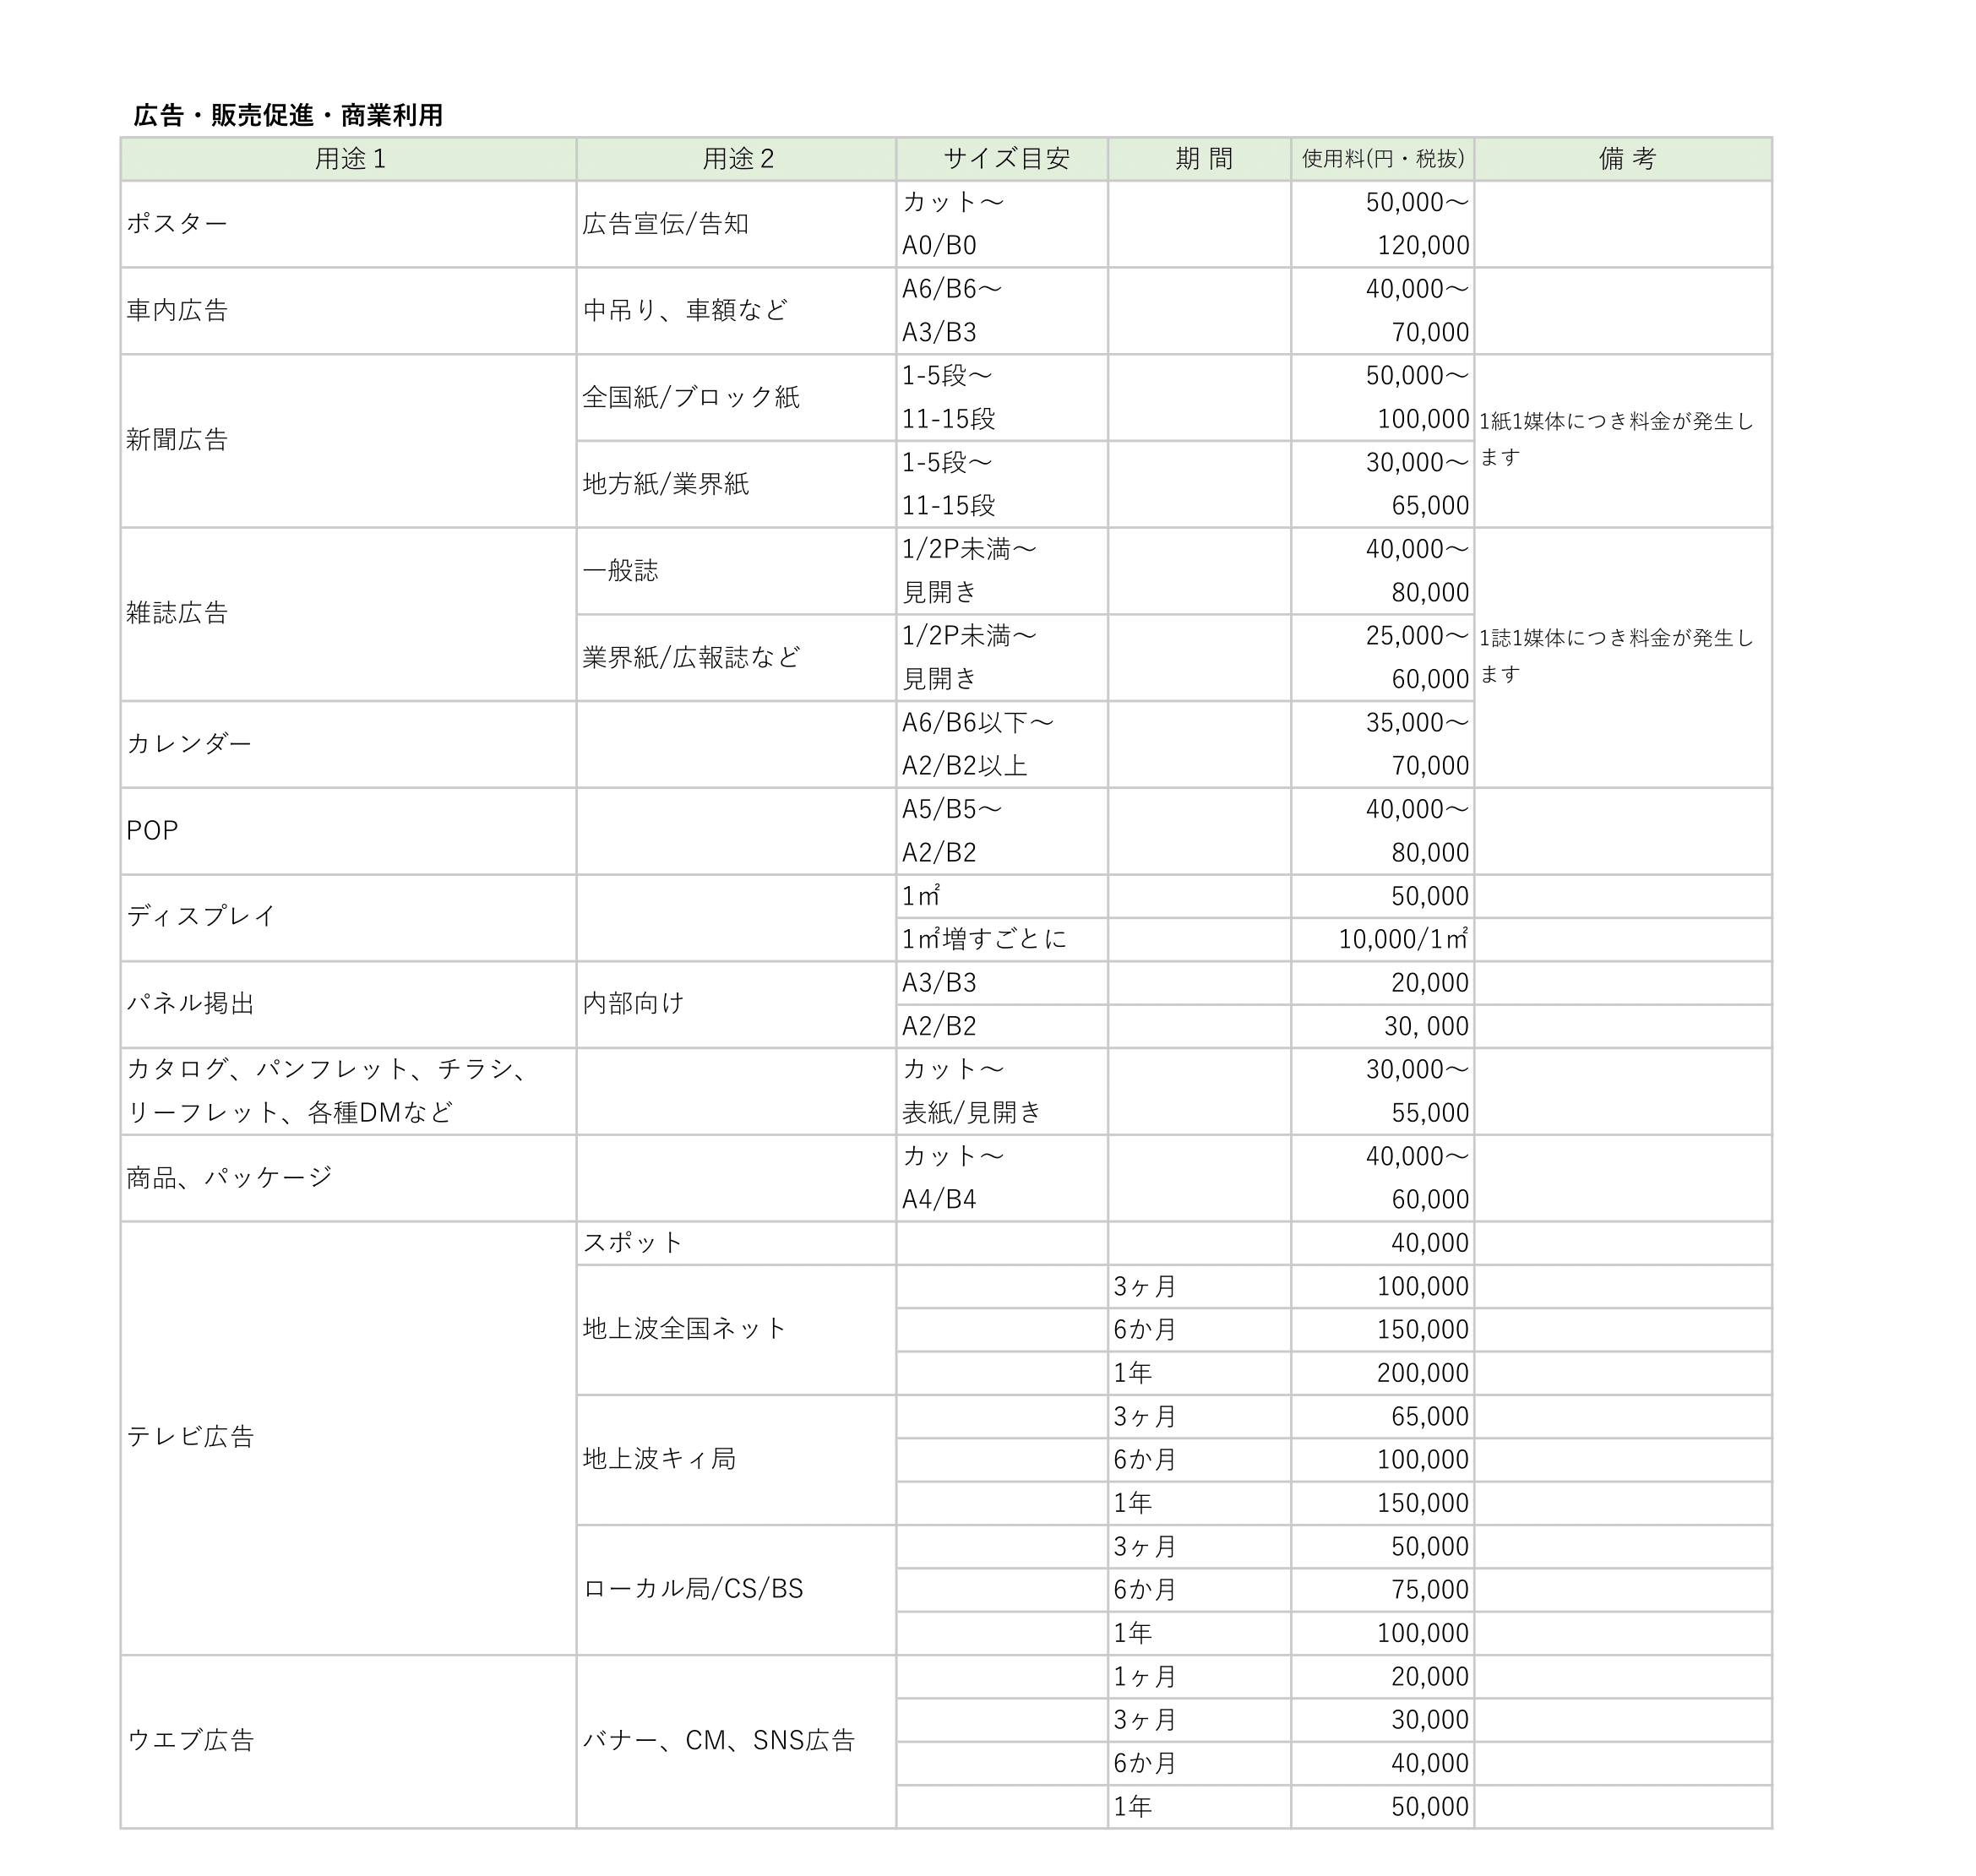 広告・販売促進・商業利用
用途1 用途2 サイズ目安 期 間 使用料(円・税抜) 備 考
ポスター 広告宣伝/告知 カット～ 50,000～
A0/B0 120,000
車内広告 中吊り、車額など A6/B6～ 40,000～
A3/B3 70,000
新聞広告 全国紙/ブロック紙 1-5段～ 50,000～
11-15段 100,000
1紙1媒体につき料金が発生し
ます
地方紙/業界紙 1-5段～ 30,000～
11-15段 65,000
雑誌広告 一般誌 1/2P未満～ 40,000～
見開き 80,000
業界紙/広報誌など 1/2P未満～ 25,000～
見開き 60,000
1誌1媒体につき料金が発生し
ます
カレンダー A6/B6以下～ 35,000～
A2/B2以上 70,000
POP A5/B5～ 40,000～
A2/B2 80,000
ディスプレイ 1㎡ 50,000
1㎡増すごとに 10,000/1㎡
パネル掲出 内部向け A3/B3 20,000
A2/B2 30, 000
カタログ、パンフレット、チラシ、 カット～ 30,000～
リーフレット、各種DMなど 表紙/見開き 55,000
商品、パッケージ カット～ 40,000～
A4/B4 60,000
テレビ広告 スポット 40,000
地上波全国ネット 3ヶ月 100,000
6か月 150,000
1年 200,000
地上波キィ局 3ヶ月 65,000
6か月 100,000
1年 150,000
ローカル局/CS/BS 3ヶ月 50,000
6か月 75,000
1年 100,000
ウエブ広告 バナー、CM、SNS広告 1ヶ月 20,000
3ヶ月 30,000
6か月 40,000
1年 50,000